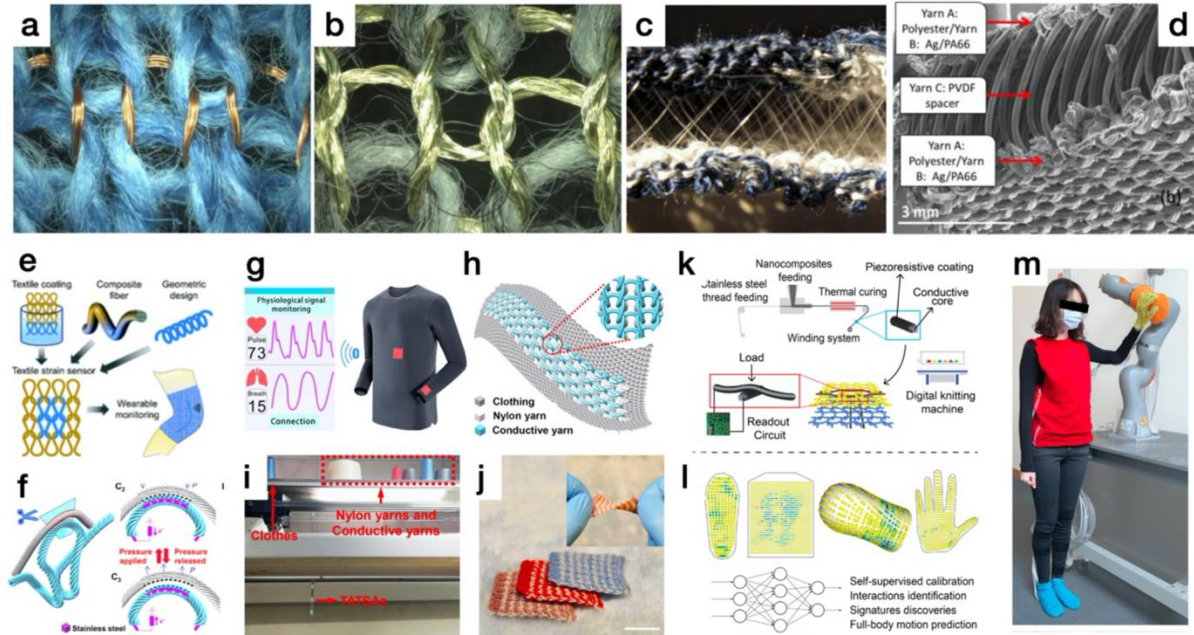 a
b
c
d
Yarn A:
Polyester/Yarn
B: Ag/PA66
Yarn C: PVDF
spacer
Yarn A:
Polyester/Yarn
B: Ag/PA66
(b)
3 mm
e
Textile coating
Composite
fiber
Geometric
design
Textile strain sensor
Wearable
monitoring
f
C2
P
Pressure
applied
Pressure
released
C3
P
Stainless steel
g
Physiological signal
monitoring
Pulse
73
Breath
15
Connection
h
Clothing
Nylon yarn
Conductive yarn
i
Nylon yarns and
Conductive yarns
Clothes
TATSAs
j
k
Nanocomposites
feeding
Stainless steel
thread feeding
Thermal curing
Piezoresistive coating
Conductive
core
Winding system
Load
Readout
Circuit
Digital knitting
machine
l
Self-supervised calibration
Interactions identification
Signatures discoveries
Full-body motion prediction
m